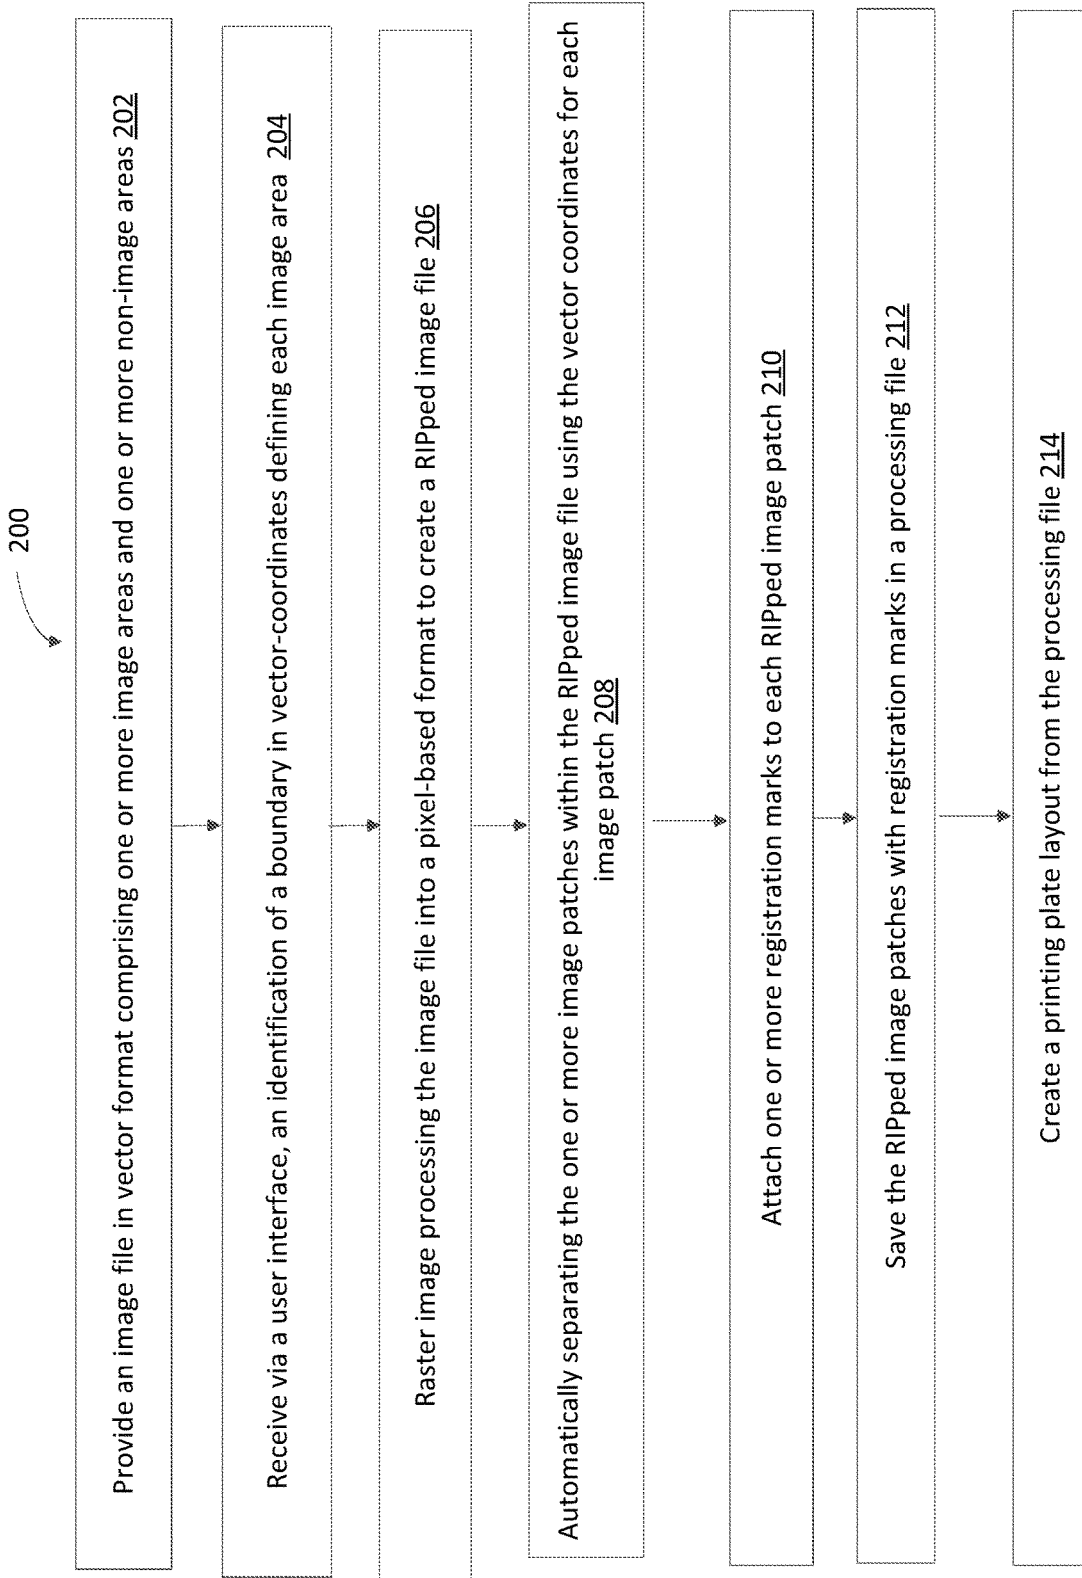 200
Provide an image file in vector format comprising one or more image areas and one or more non-image areas 202
Receive via a user interface, an identification of a boundary in vector-coordinates defining each image area 204
Raster image processing the image file into a pixel-based format to create a RIPped image file 206
Automatically separating the one or more image patches within the RIPped image file using the vector coordinates for each
image patch 208
Attach one or more registration marks to each RIPped image patch 210
Save the RIPped image patches with registration marks in a processing file 212
Create a printing plate layout from the processing file 214